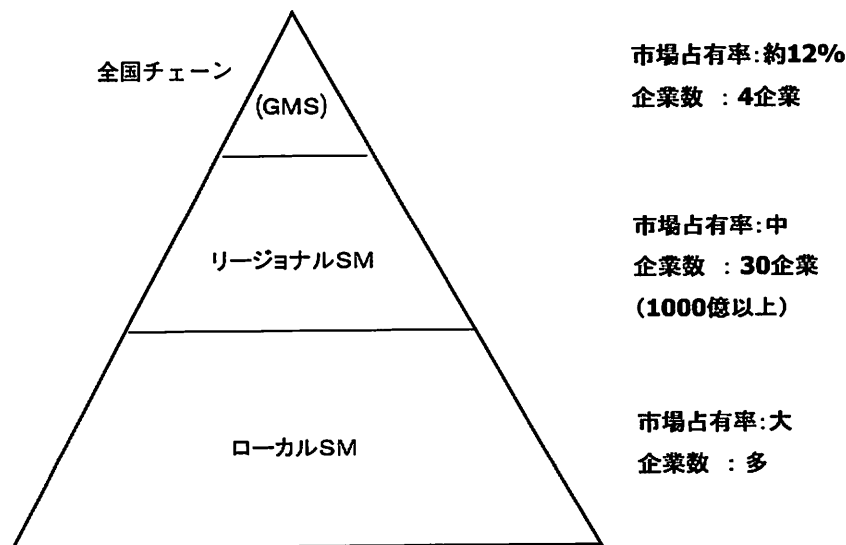 全国チェーン
(GMS)
市場占有率:約12%
企業数 :4企業
リージョナルSM
市場占有率:中
企業数 :30企業
(1000億以上)
ローカルSM
市場占有率:大
企業数 :多